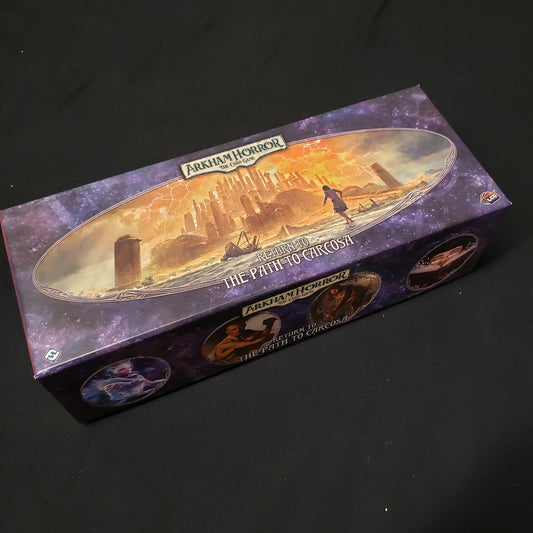 ARKHAM HORROR
THE CARD GAME
RETURN TO
THE PATH TO CARCOSA
ARKHAM HORROR
RETURN TO
THE PATH TO CARCOSA